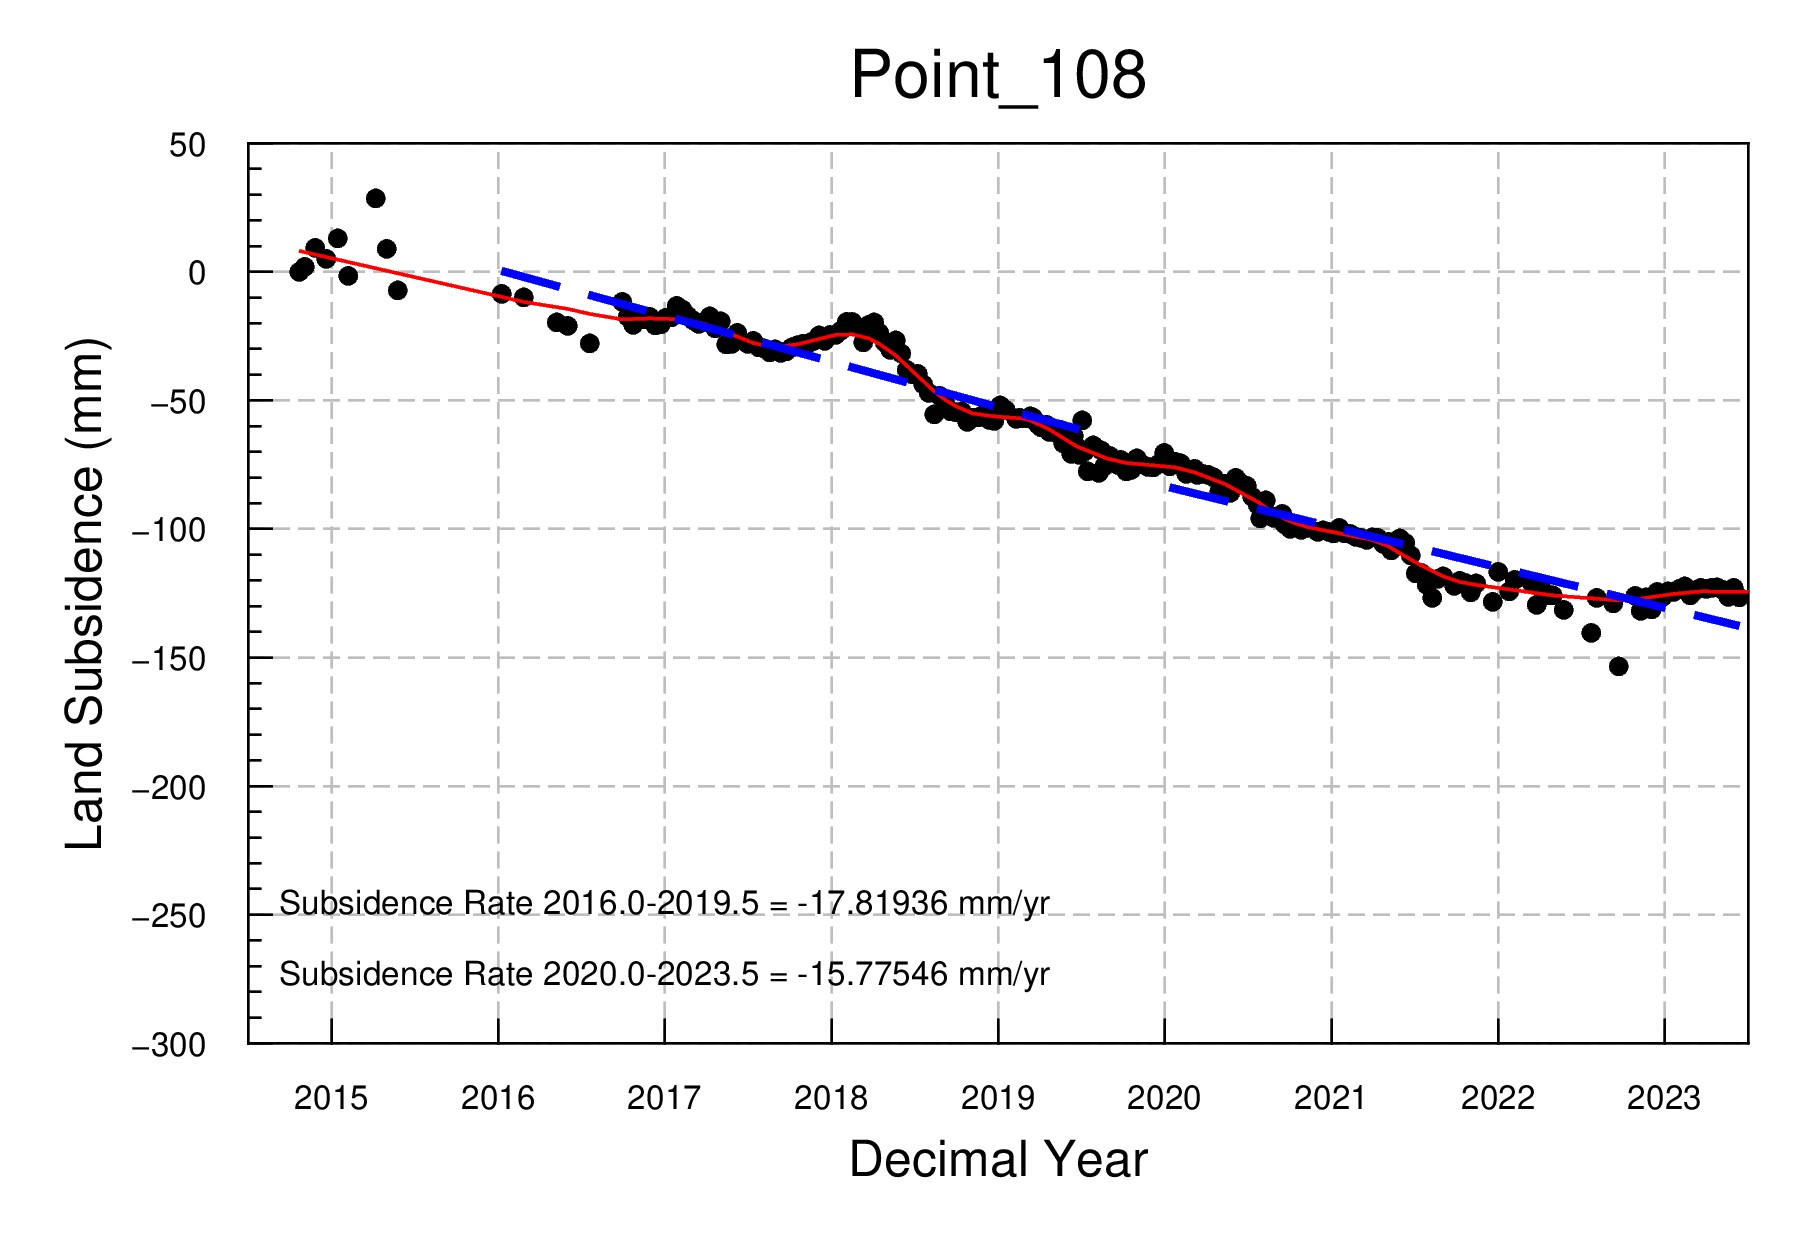 Point_108
50
0
−50
−100
−150
−200
−250
−300
Land Subsidence (mm)
Subsidence Rate 2016.0-2019.5 = -17.81936 mm/yr
Subsidence Rate 2020.0-2023.5 = -15.77546 mm/yr
2015 2016 2017 2018 2019 2020 2021 2022 2023
Decimal Year